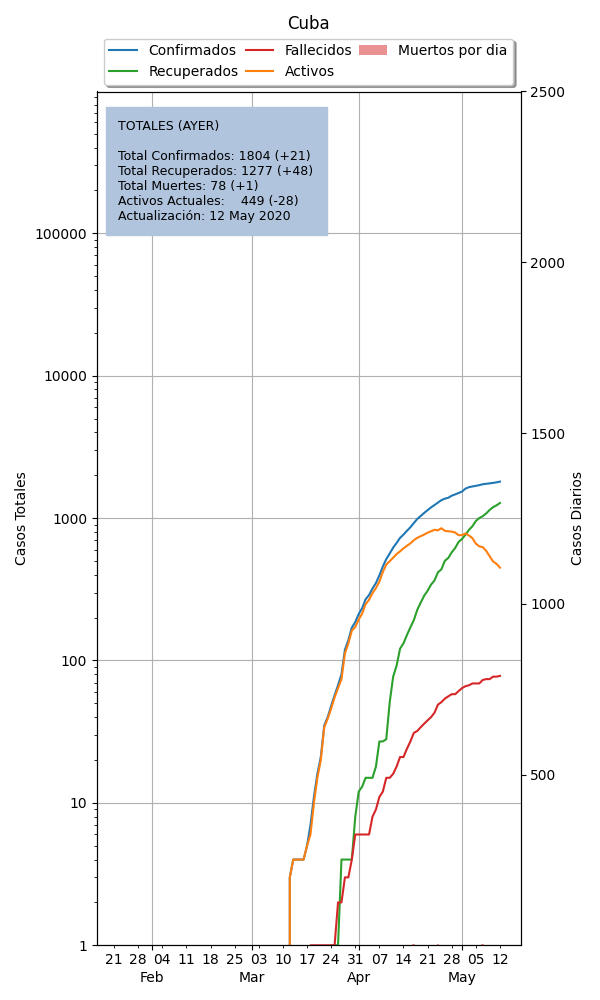 Cuba
Confirmados
Recuperados
Fallecidos
Activos
Muertos por dia
TOTALES (AYER)
Total Confirmados: 1804 (+21)
Total Recuperados: 1277 (+48)
Total Muertes: 78 (+1)
Activos Actuales: 449 (-28)
Actualización: 12 May 2020
Casos Totales
100000
10000
1000
100
10
1
2500
2000
1500
1000
500
Casos Diarios
21 28 04 11 18 25 03 10 17 24 31 07 14 21 28 05 12
Feb Mar Apr May